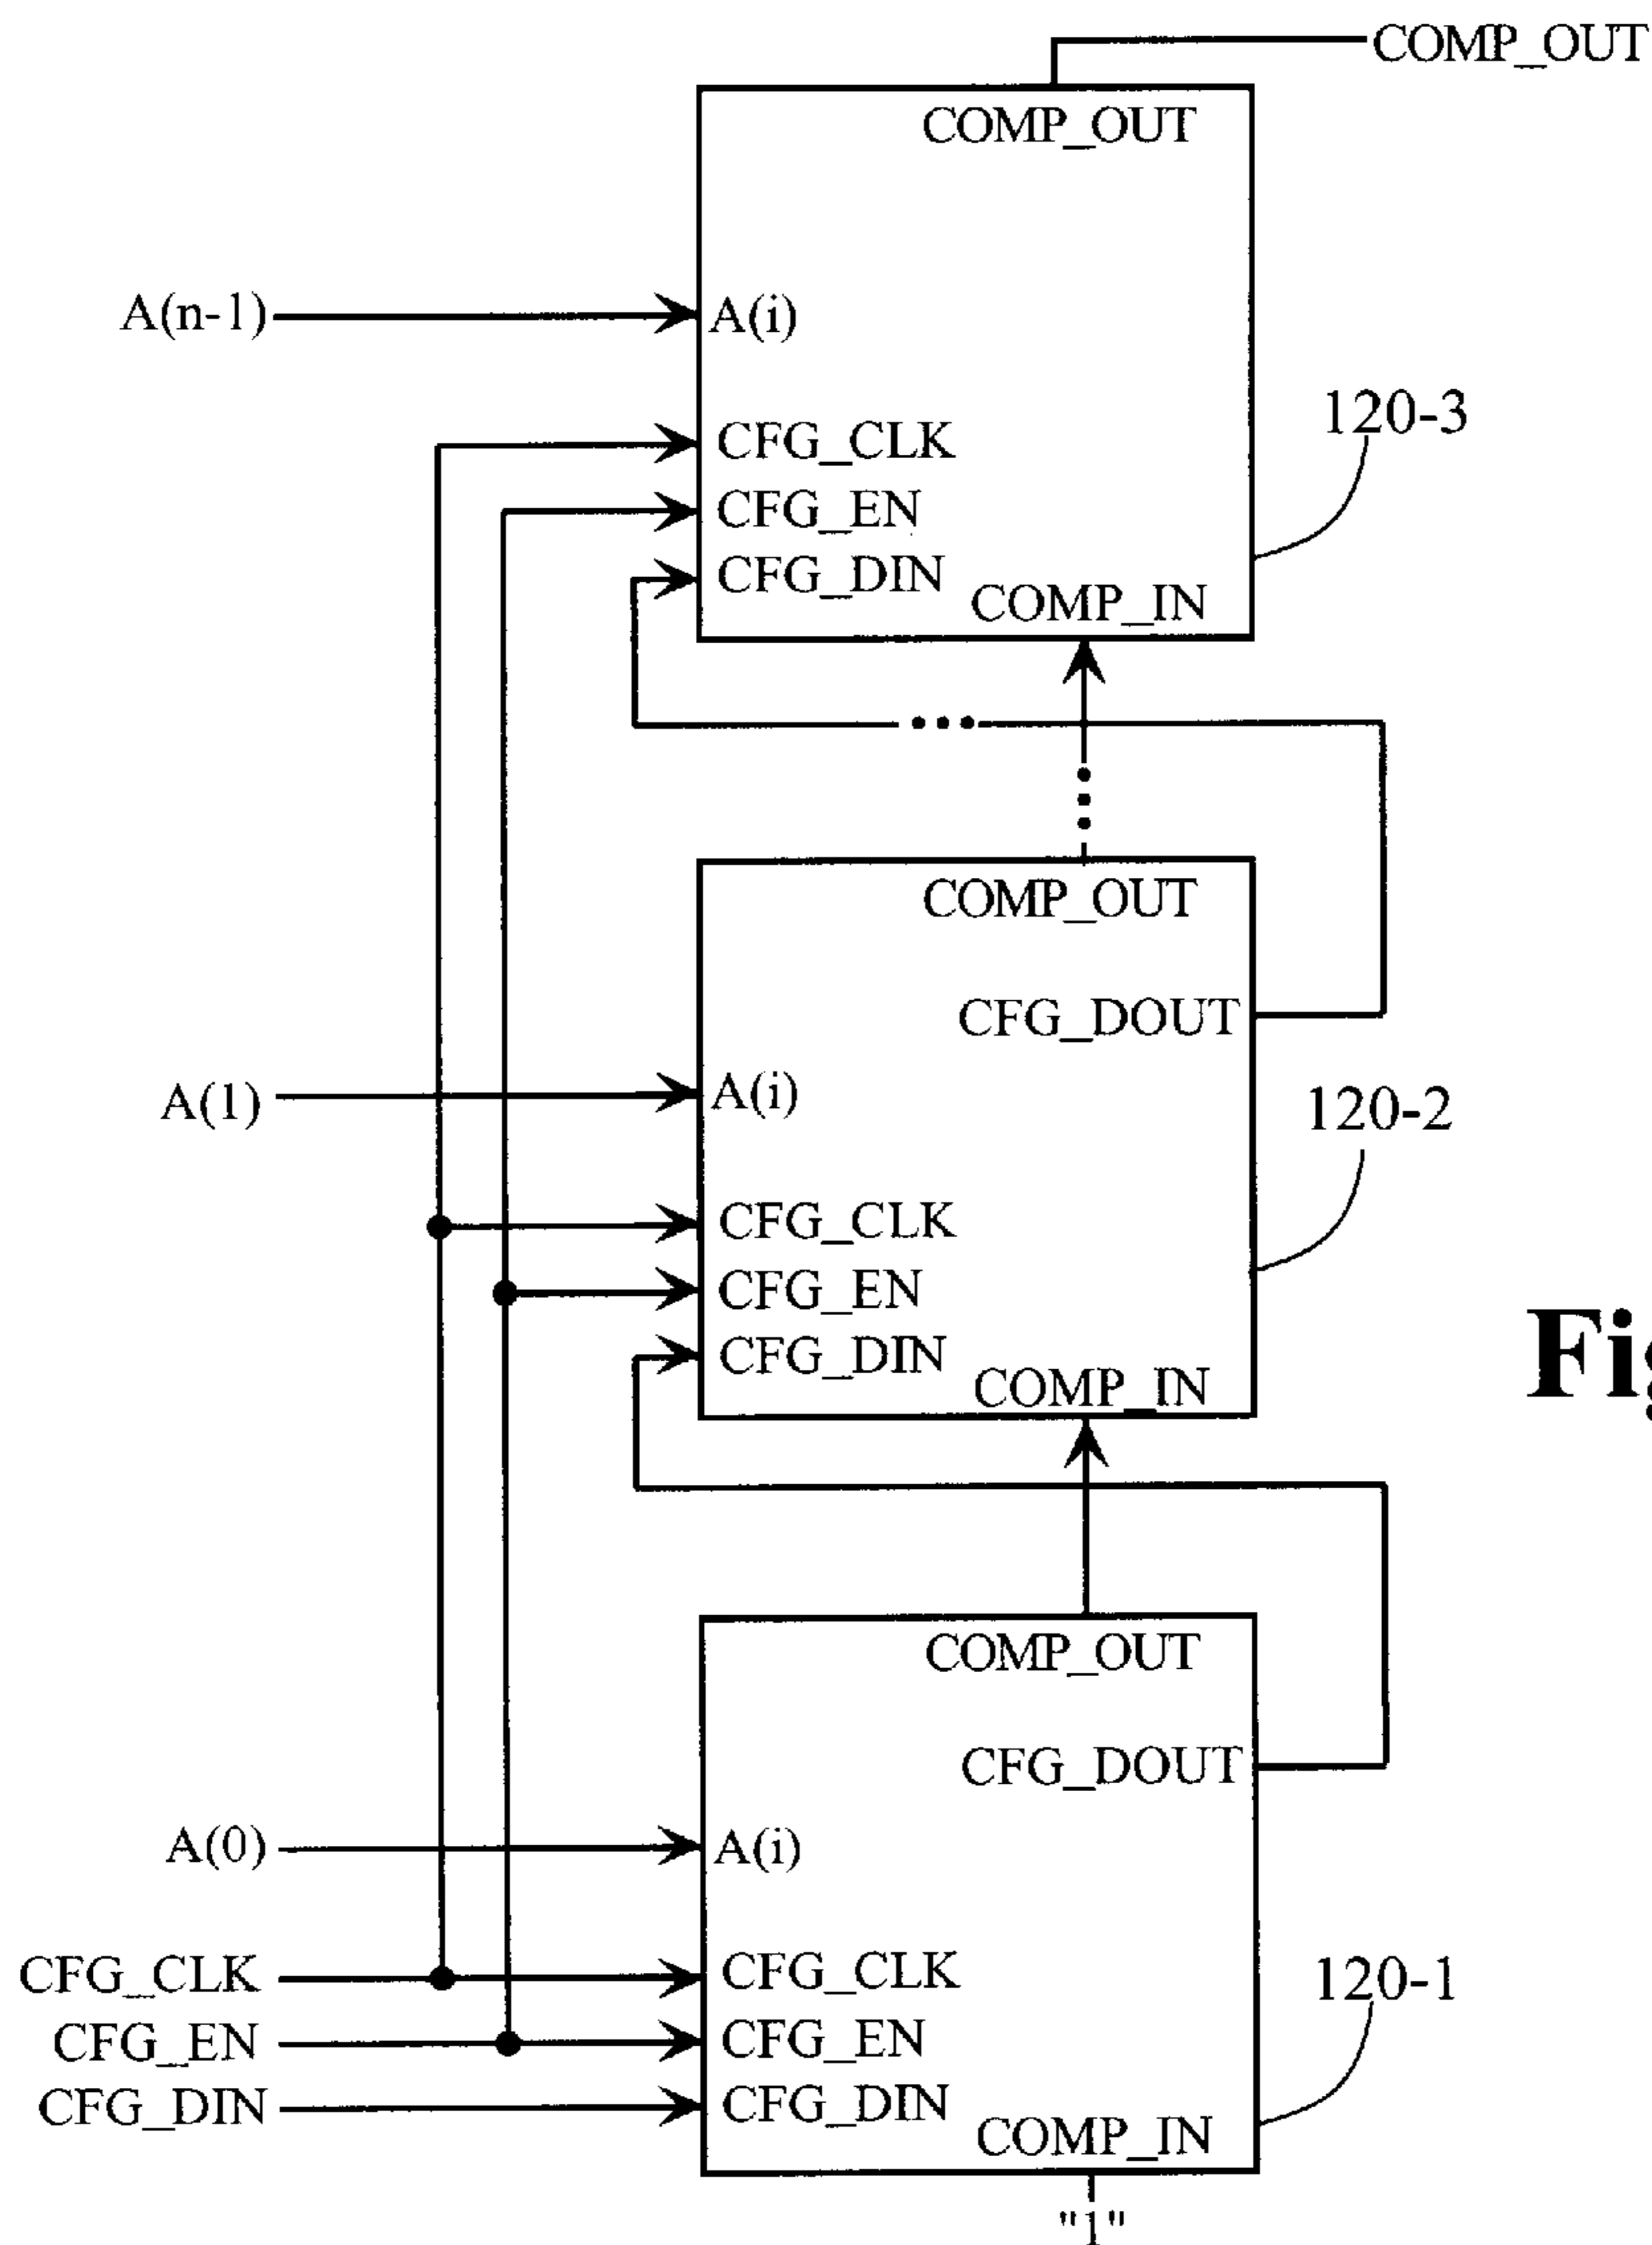 COMP_OUT
COMP_OUT
A(n-1)
A(i)
120-3
CFG_CLK
CFG_EN
CFG_DIN
COMP_IN
COMP_OUT
CFG_DOUT
A(1)
A(i)
120-2
CFG_CLK
CFG_EN
CFG_DIN
COMP_IN
COMP_OUT
CFG_DOUT
A(0)
A(i)
CFG_CLK
CFG_CLK
120-1
CFG_EN
CFG_EN
CFG_DIN
CFG_DIN
COMP_IN
"1"